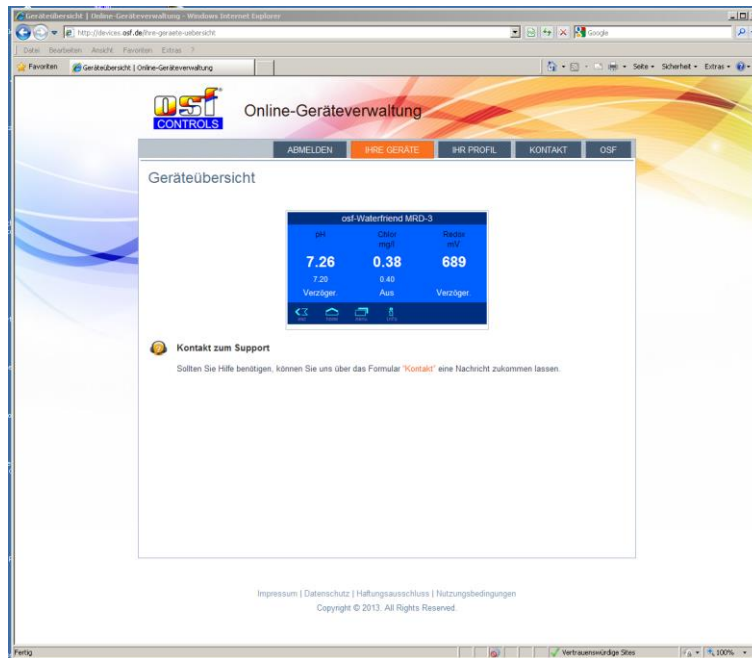 Geräteübersicht | Online-Geräteverwaltung - Windows Internet Explorer
http://devices.osf.de/ihre-geraete-uebersicht
Google
Datei Bearbeiten Ansicht Favoriten Extras ?
Favoriten Geräteübersicht | Online-Geräteverwaltung
Seite Sicherheit Extras
osf
CONTROLS
Online-Geräteverwaltung
ABMELDEN IHRE GERÄTE IHR PROFIL KONTAKT OSF
Geräteübersicht
osf-Waterfriend MRD-3
pH Chlor Redox
mg/l mV
7.26 0.38 689
7.20 0.40
Verzöger. Aus Verzöger.
Kontakt zum Support
Sollten Sie Hilfe benötigen, können Sie uns über das Formular 'Kontakt' eine Nachricht zukommen lassen.
Impressum | Datenschutz | Haftungsausschluss | Nutzungsbedingungen
Copyright © 2013. All Rights Reserved.
Fertig
Vertrauenswürdige Sites
100%